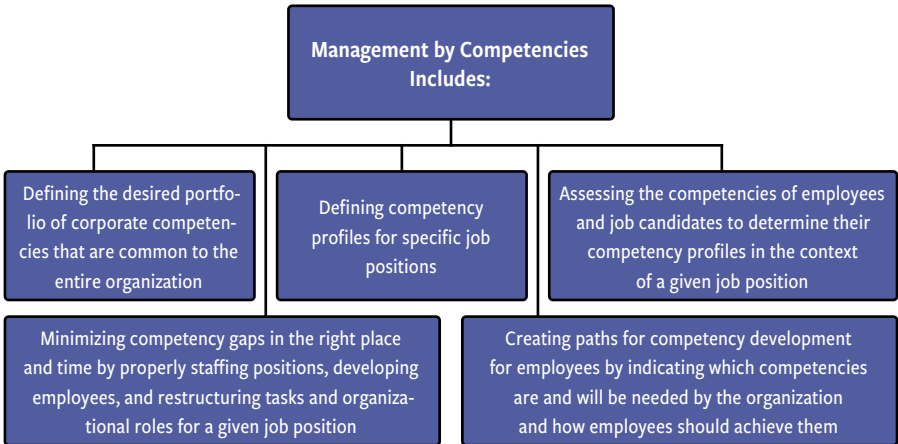 Management by Competencies
Includes:
Defining the desired portfo-
lio of corporate competen-
cies that are common to the
entire organization
Defining competency
profiles for specific job
positions
Assessing the competencies of employees
and job candidates to determine their
competency profiles in the context
of a given job position
Minimizing competency gaps in the right place
and time by properly staffing positions, developing
employees, and restructuring tasks and organiza-
tional roles for a given job position
Creating paths for competency development
for employees by indicating which competencies
are and will be needed by the organization
and how employees should achieve them